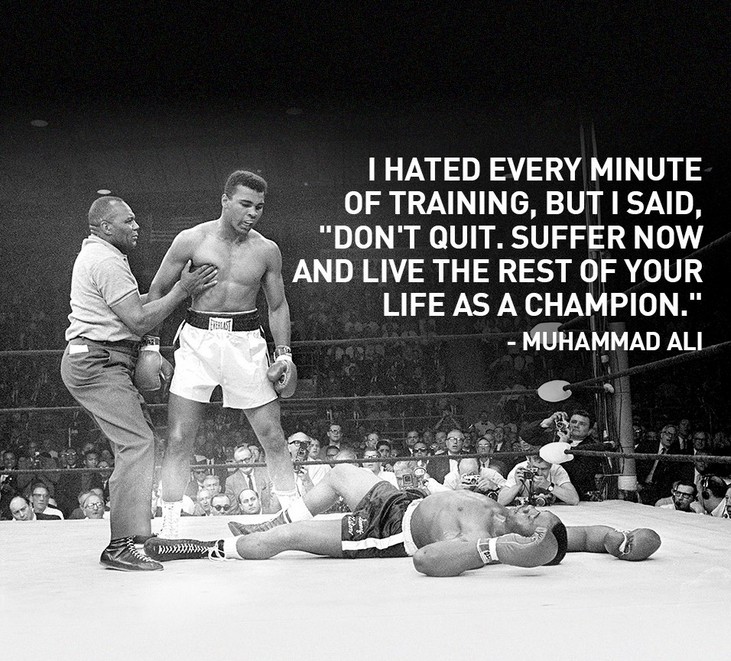 I HATED EVERY MINUTE
OF TRAINING, BUT I SAID,
"DON'T QUIT. SUFFER NOW
AND LIVE THE REST OF YOUR
LIFE AS A CHAMPION."
- MUHAMMAD ALI
EVERLAST